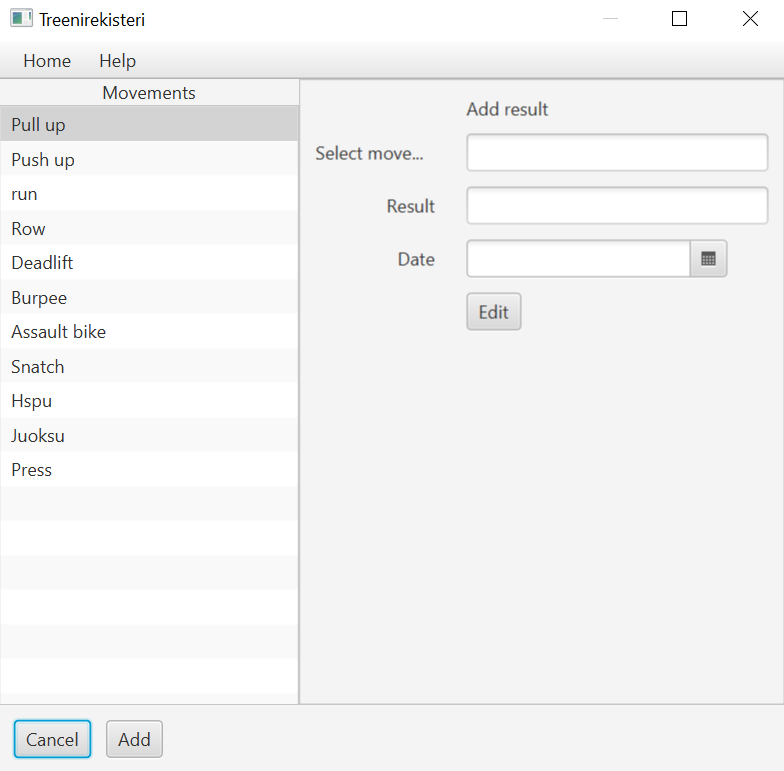 Treenirekisteri
Home Help
Movements
Pull up
Push up
run
Row
Deadlift
Burpee
Assault bike
Snatch
Hspu
Juoksu
Press
Add result
Select move...
Result
Date
Edit
Cancel Add